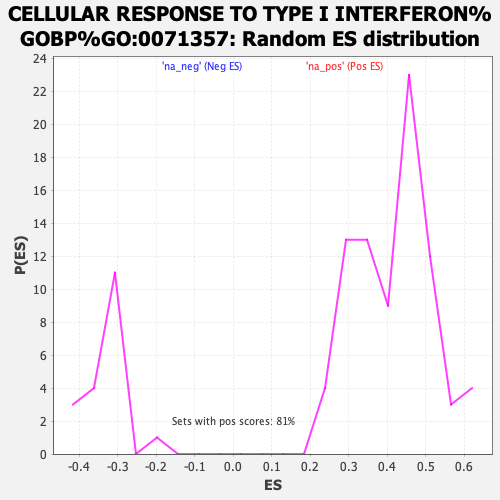 CELLULAR RESPONSE TO TYPE I INTERFERON%
GOBP%GO:0071357: Random ES distribution
'na_neg' (Neg ES) 'na_pos' (Pos ES)
24
22
20
18
16
14
12
10
8
6
4
2
0
P(ES)
Sets with pos scores: 81%
-0.4 -0.3 -0.2 -0.1 0.0 0.1 0.2 0.3 0.4 0.5 0.6
ES